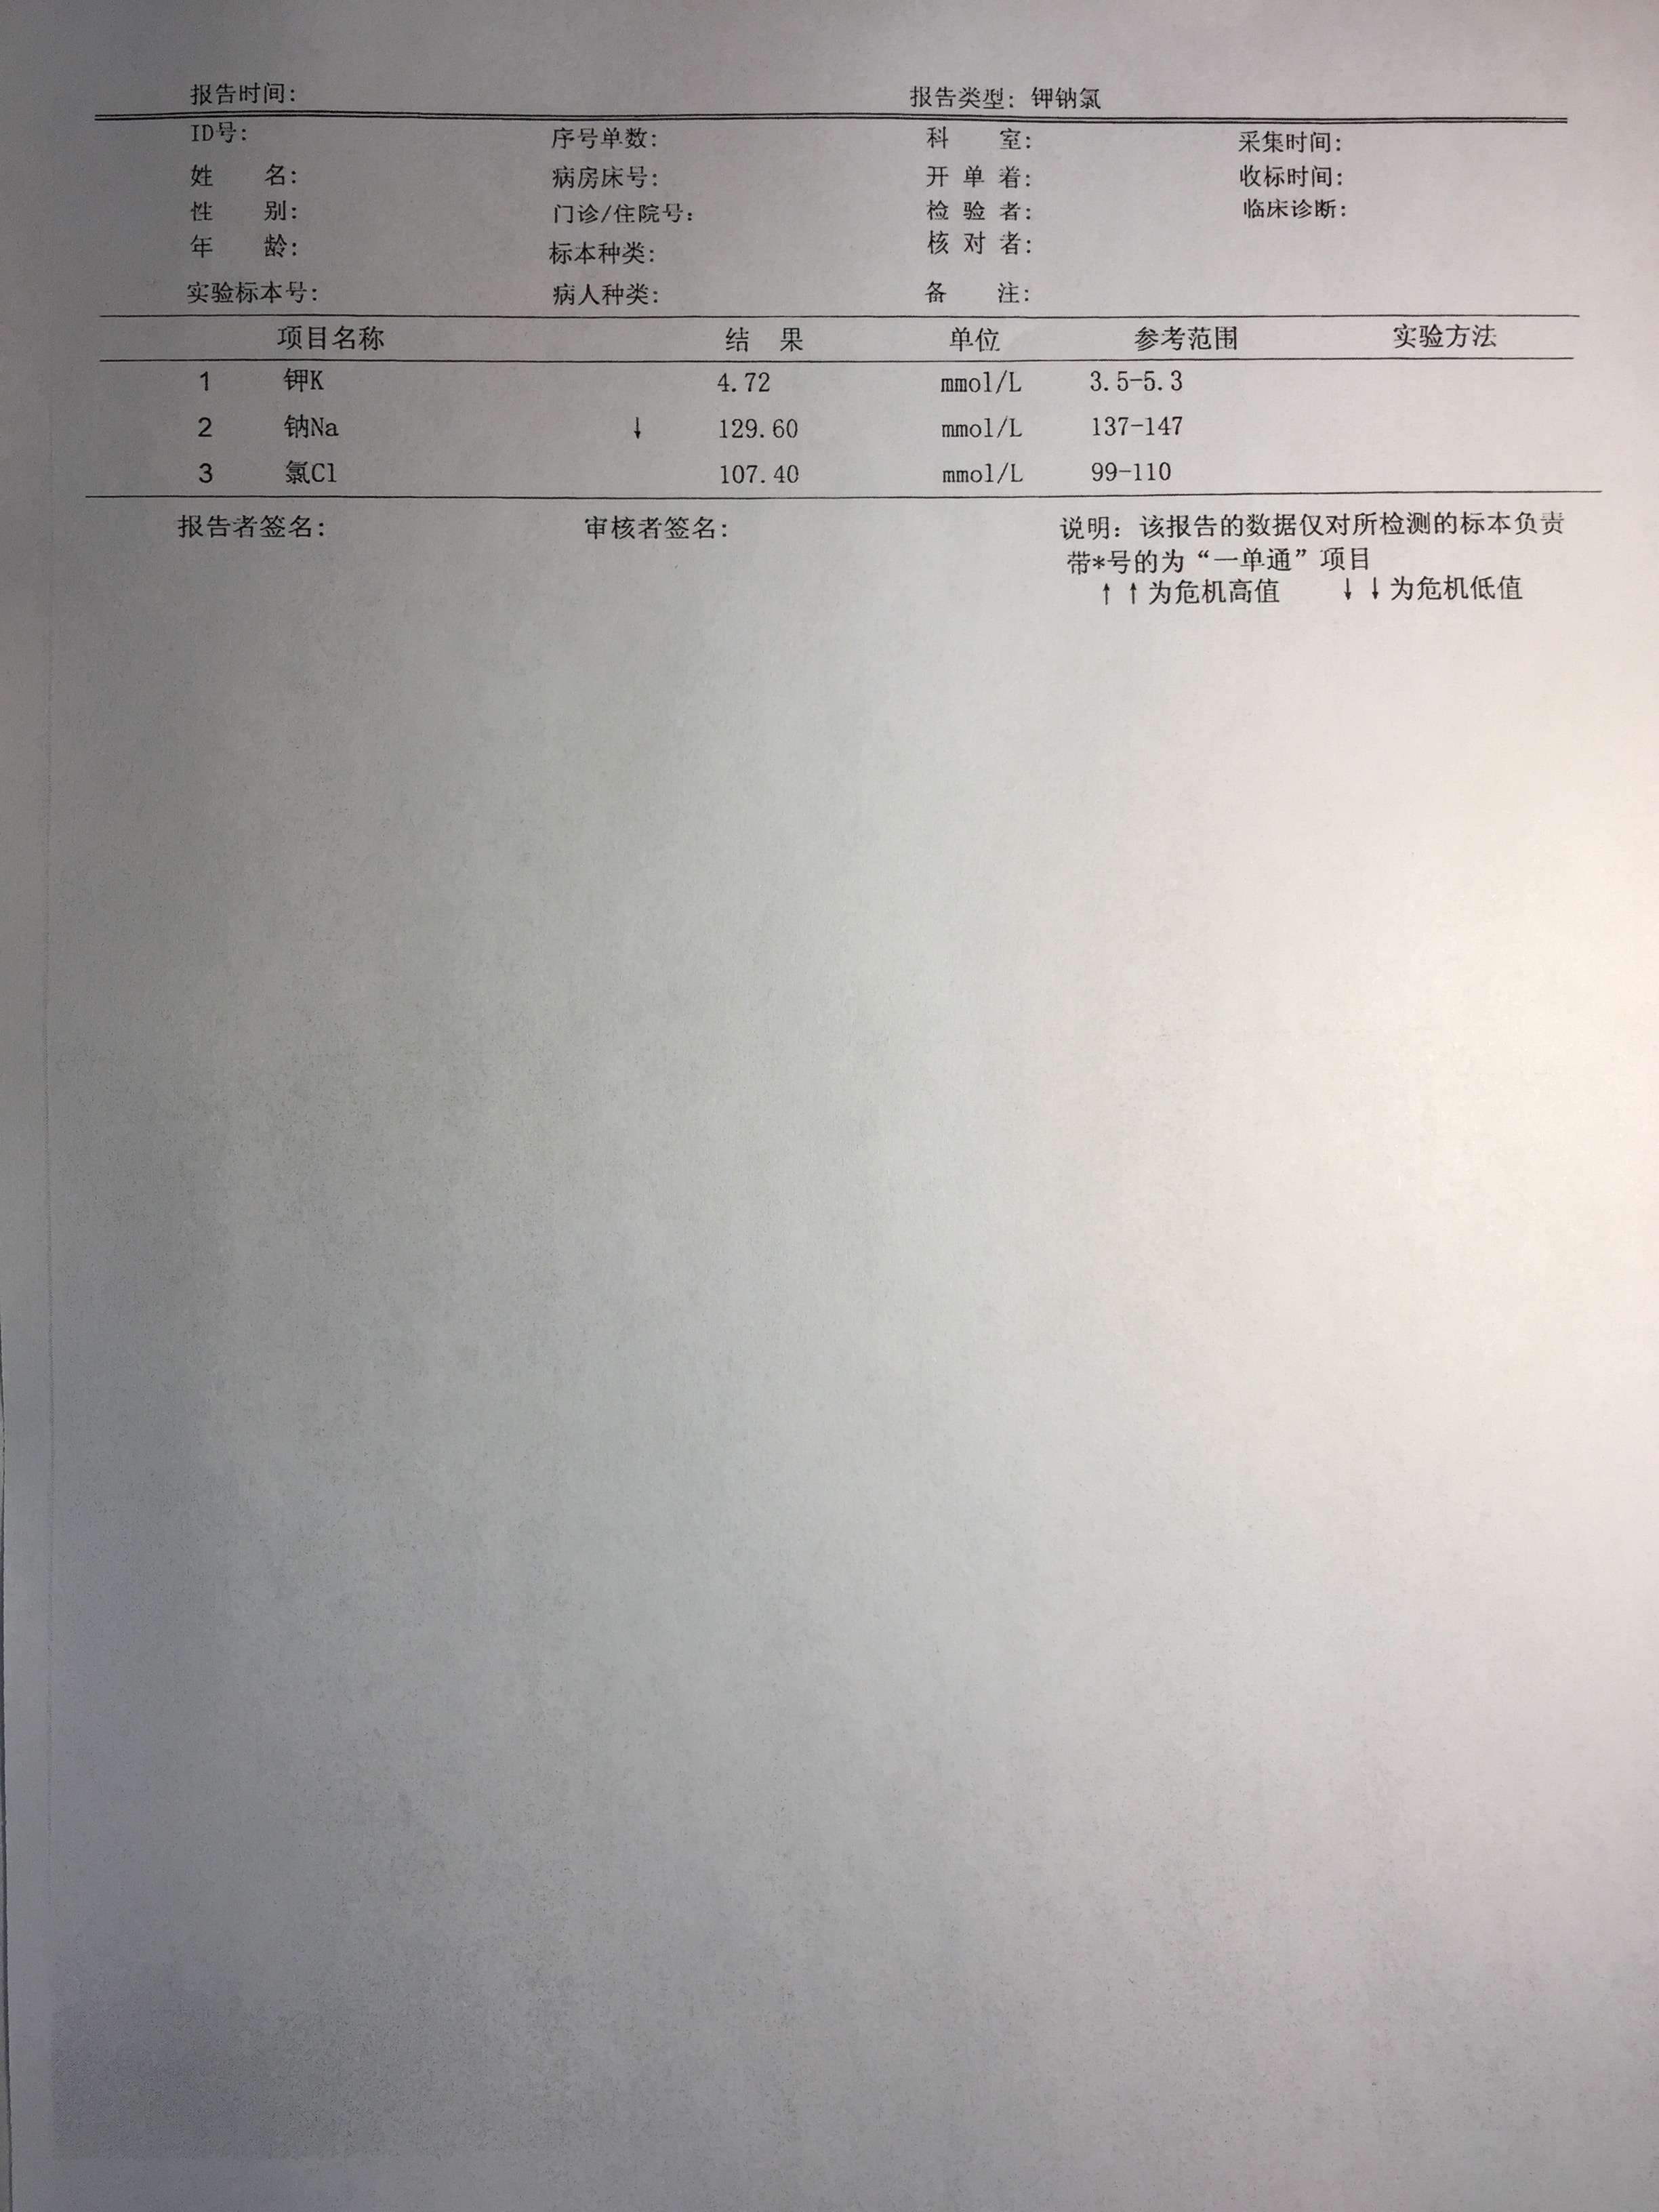 报告时间: 报告类型: 钾钠氯
ID号: 序号单数: 科 室: 采集时间:
姓 名: 病房床号: 开 单 着: 收标时间:
性 别: 门诊/住院号: 检 验 者: 临床诊断:
年 龄: 标本种类: 核 对 者:
实验标本号: 病人种类: 备 注:
项目名称 结 果 单位 参考范围 实验方法
1 钾K 4.72 mmol/L 3.5-5.3
2 钠Na ↓ 129.60 mmol/L 137-147
3 氯Cl 107.40 mmol/L 99-110
报告者签名: 审核者签名: 说明: 该报告的数据仅对所检测的标本负责
带*号的为“一单通”项目
↑↑为危机高值 ↓↓为危机低值